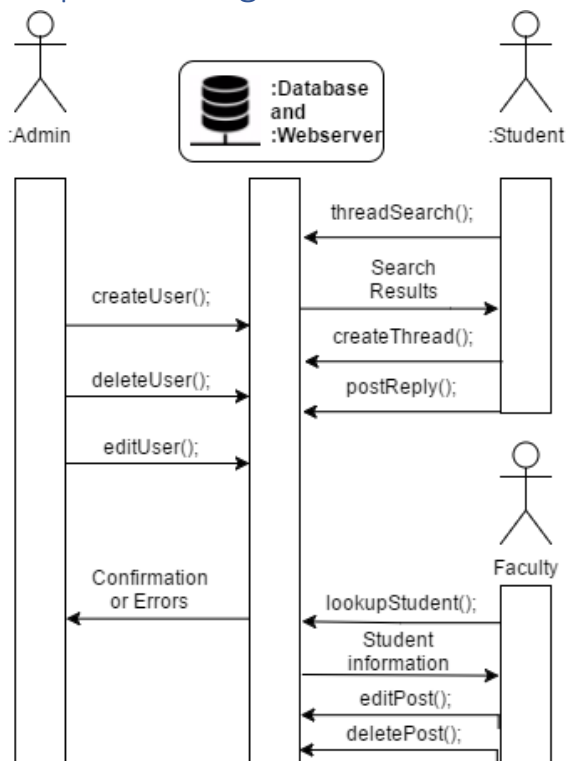 :Admin
:Database
and
:Webserver
:Student
threadSearch();
Search
Results
createUser();
createThread();
deleteUser();
postReply();
editUser();
Faculty
Confirmation
or Errors
lookupStudent();
Student
information
editPost();
deletePost();